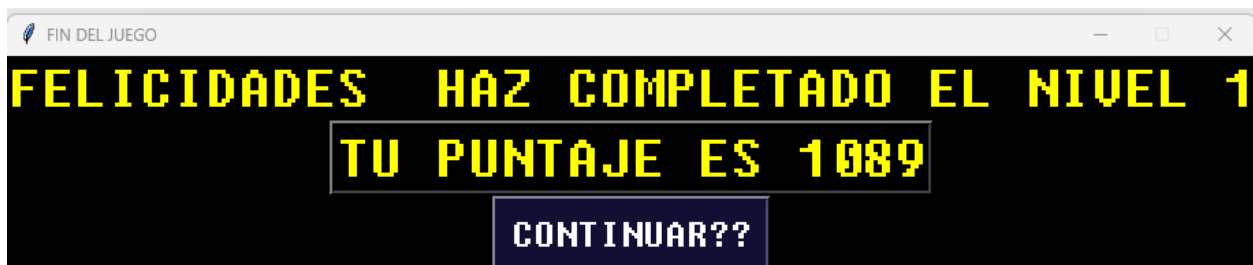 FIN DEL JUEGO
FELICIDADES HAZ COMPLETADO EL NIVEL 1
TU PUNTAJE ES 1089
CONTINUAR??